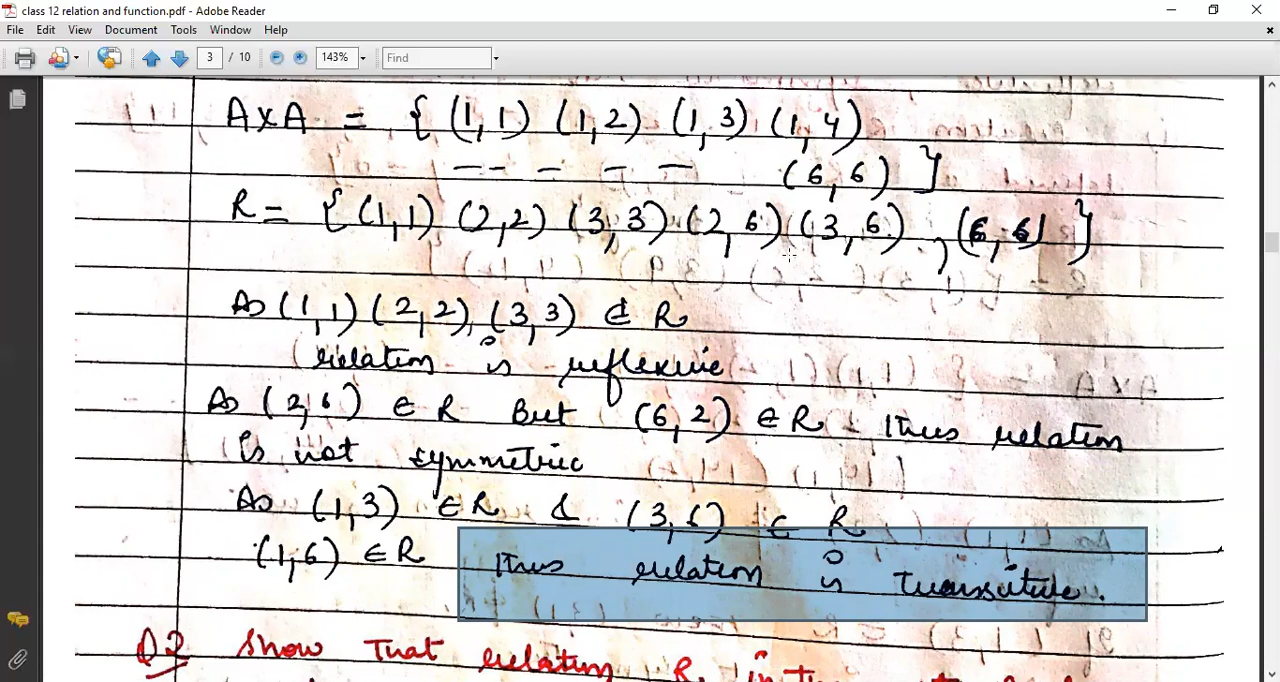 class 12 relation and function.pdf - Adobe Reader
File Edit View Document Tools Window Help
3 / 10 143% Find
A×A = { (1,1) (1,2) (1,3) (1,4)
-- - - - (6,6) }
R = { (1,1) (2,2) (3,3) (2,6) (3,6) , (6,6) }
As (1,1) (2,2), (3,3) ∈ R
relation is reflexive
As (2,6) ∈ R But (6,2) ∈ R Thus relation
is not symmetric
As (1,3) ∈ R & (3,6) ∈ R
(1,6) ∈ R Thus relation is transitive.
Q2 Show That relation R in the